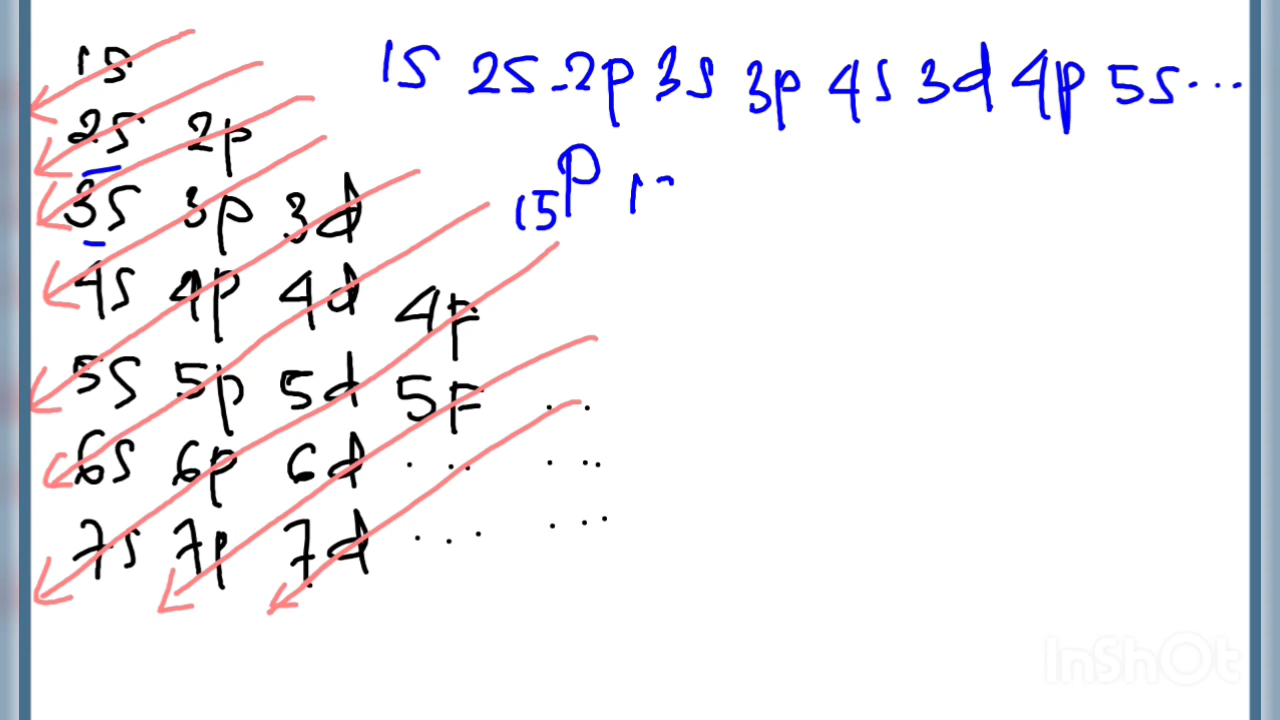 1s
2s 2p
3s 3p 3d
4s 4p 4d 4F
5s 5p 5d 5F ..
6s 6p 6d ... ...
7s 7p 7d ... ...
1s 2s 2p 3s 3p 4s 3d 4p 5s...
15P 1
InShOt